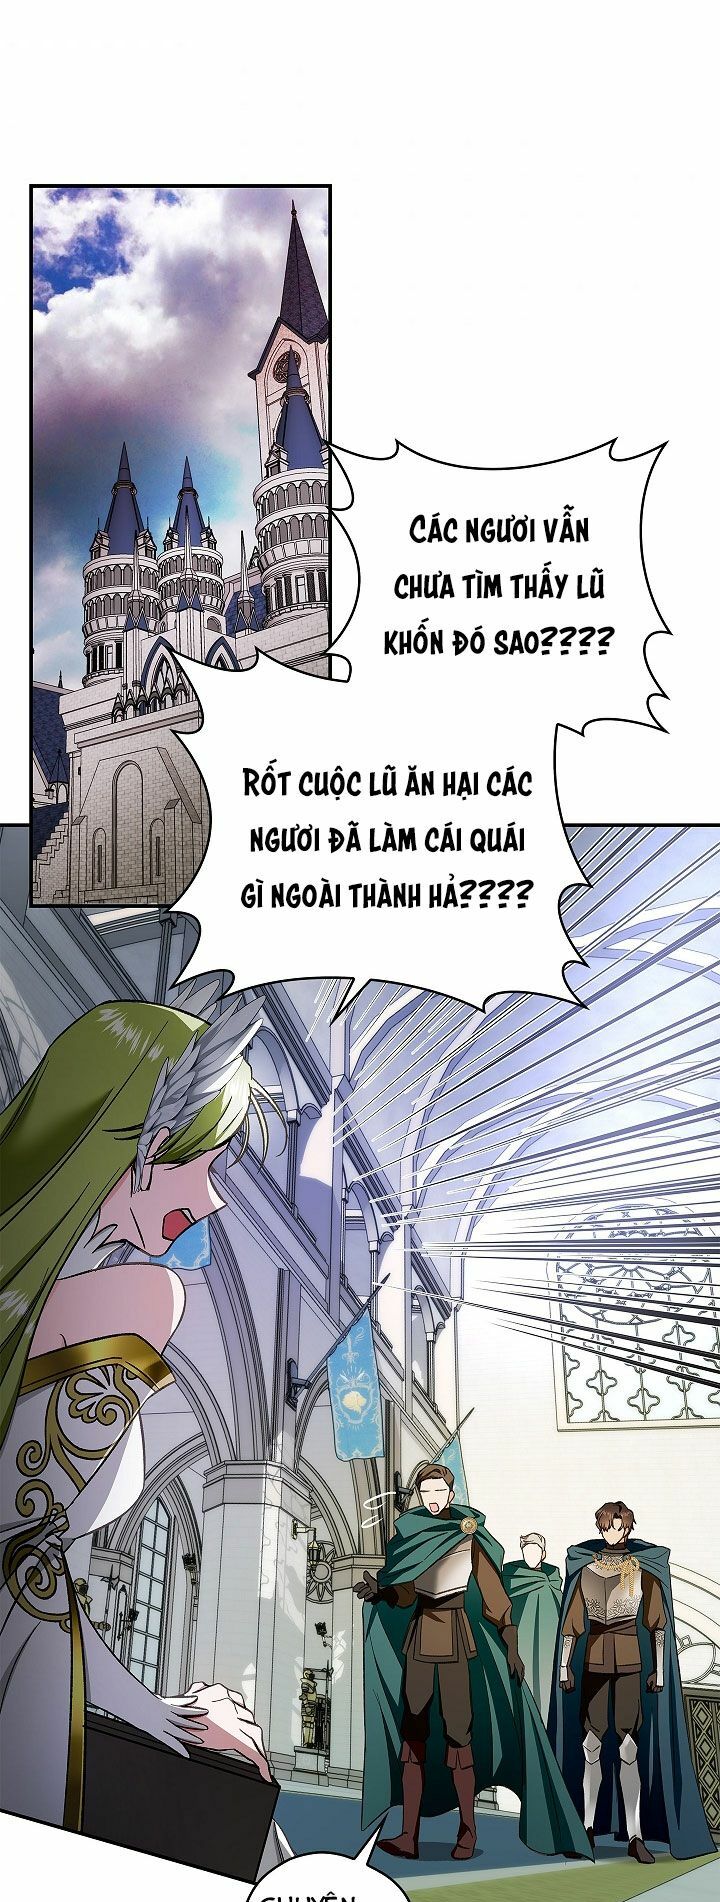 CÁC NGƯƠI VẪN
CHƯA TÌM THẤY LŨ
KHỐN ĐÓ SAO????
RỐT CUỘC LŨ ĂN HẠI CÁC
NGƯƠI ĐÃ LÀM CÁI QUÁI
GÌ NGOÀI THÀNH HẢ????
CHUYỆN